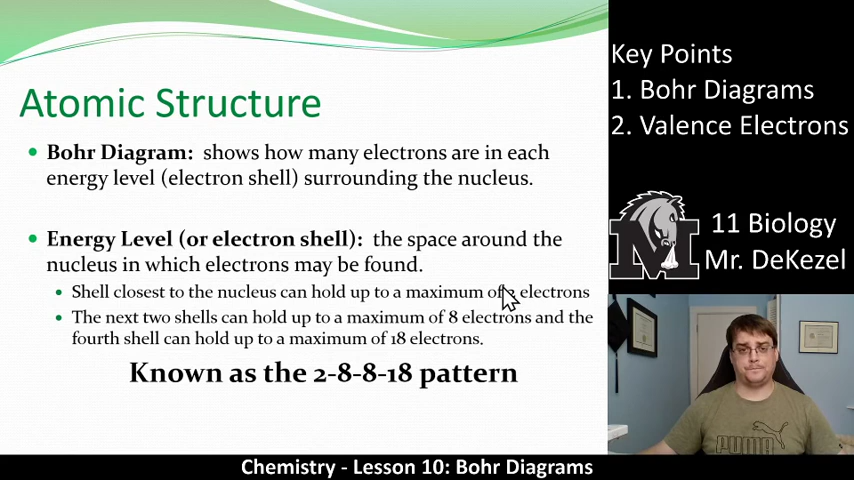 Atomic Structure
Bohr Diagram: shows how many electrons are in each
energy level (electron shell) surrounding the nucleus.
Energy Level (or electron shell): the space around the
nucleus in which electrons may be found.
Shell closest to the nucleus can hold up to a maximum of 2 electrons
The next two shells can hold up to a maximum of 8 electrons and the
fourth shell can hold up to a maximum of 18 electrons.
Known as the 2-8-8-18 pattern
Key Points
1. Bohr Diagrams
2. Valence Electrons
M
11 Biology
Mr. DeKezel
PUMA
Chemistry - Lesson 10: Bohr Diagrams